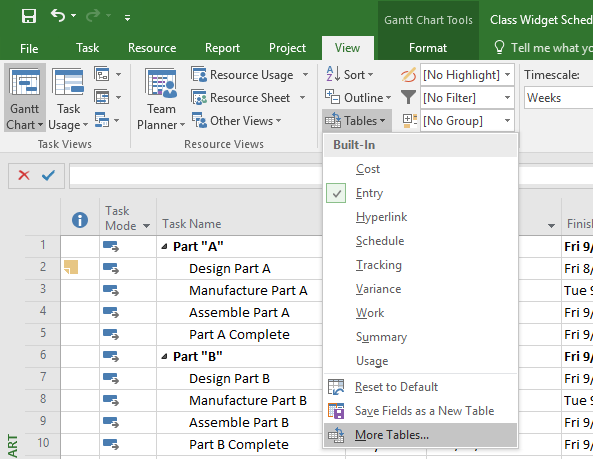 Gantt Chart Tools
Class Widget Sched
File Task Resource Report Project View Format Tell me what you
Gantt Chart
Task Usage
Task Views
Team Planner
Resource Usage
Resource Sheet
Other Views
Resource Views
Sort
Outline
Tables
[No Highlight]
[No Filter]
[No Group]
Timescale:
Weeks
Built-In
Cost
Entry
Hyperlink
Schedule
Tracking
Variance
Work
Summary
Usage
Reset to Default
Save Fields as a New Table
More Tables...
Task Mode
Task Name
Finis
1 Part "A" Fri 9/
2 Design Part A Fri 8/
3 Manufacture Part A Tue 9
4 Assemble Part A Fri 9/
5 Part A Complete Fri 9/
6 Part "B" Fri 9/
7 Design Part B Fri 9/
8 Manufacture Part B Tue 9
9 Assemble Part B Fri 9/
10 Part B Complete Fri 9/
ART